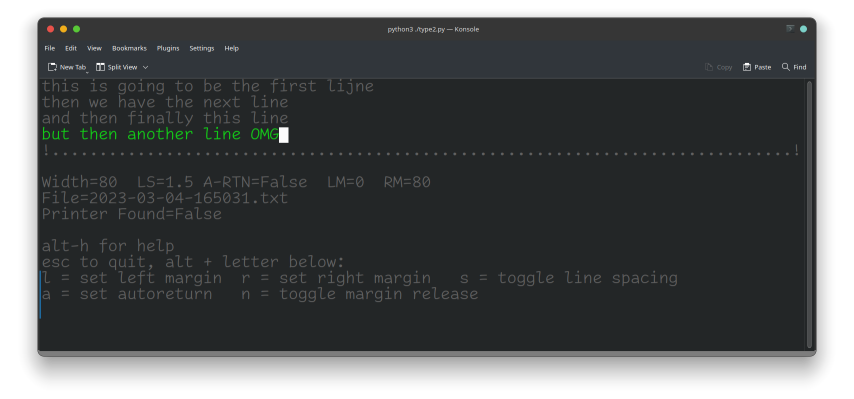 python3 ./type2.py — Konsole
File Edit View Bookmarks Plugins Settings Help
New Tab Split View Copy Paste Find
this is going to be the first lijne
then we have the next line
and then finally this line
but then another line OMG
!..............................................................................!
Width=80 LS=1.5 A-RTN=False LM=0 RM=80
File=2023-03-04-165031.txt
Printer Found=False
alt-h for help
esc to quit, alt + letter below:
l = set left margin r = set right margin s = toggle line spacing
a = set autoreturn n = toggle margin release